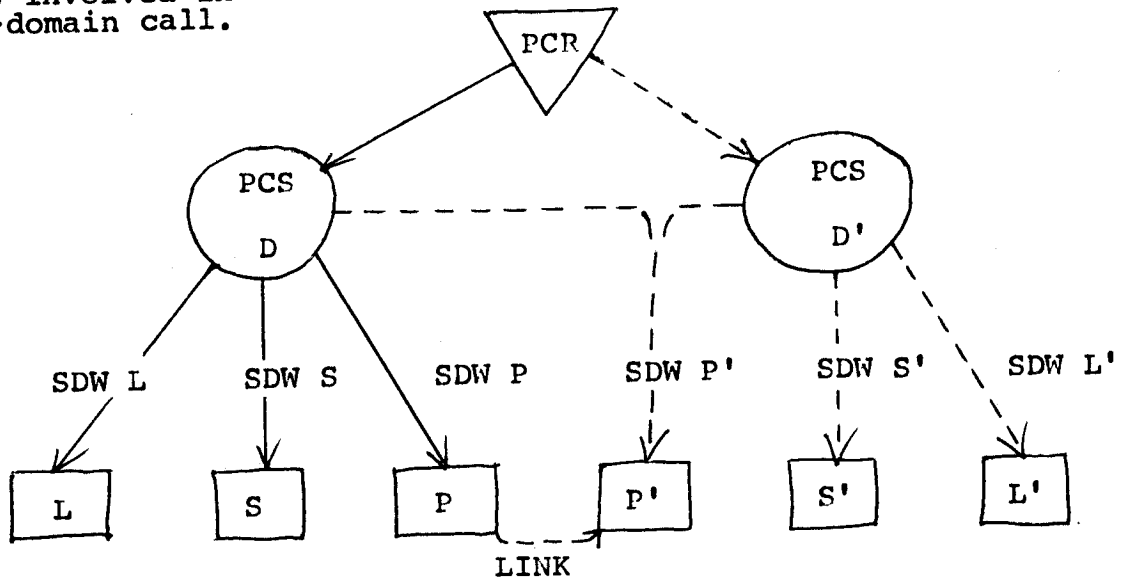 involved in
domain call.
PCR
PCS
D
PCS
D'
SDW L
SDW S
SDW P
SDW P'
SDW S'
SDW L'
L
S
P
P'
S'
L'
LINK